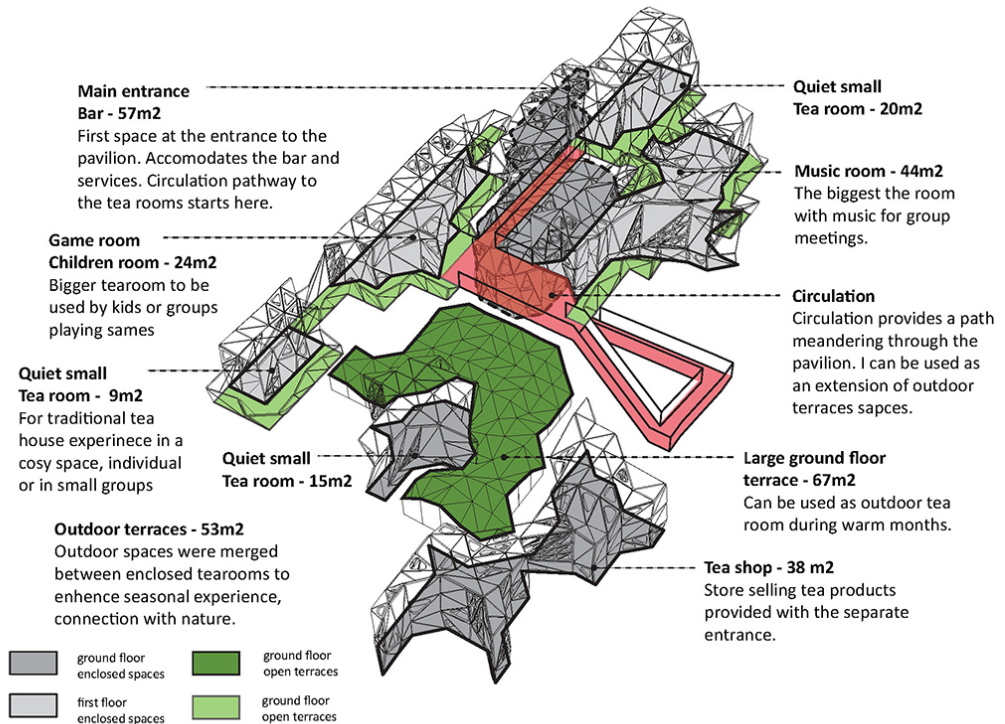 Main entrance
Bar - 57m2
First space at the entrance to the
pavilion. Accomodates the bar and
services. Circulation pathway to
the tea rooms starts here.
Game room
Children room - 24m2
Bigger tearoom to be
used by kids or groups
playing sames
Quiet small
Tea room -  9m2
For traditional tea
house experinece in a
cosy space, individual
or in small groups
Quiet small
Tea room - 15m2
Outdoor terraces - 53m2
Outdoor spaces were merged
between enclosed tearooms to
enhence seasonal experience,
connection with nature.
Quiet small
Tea room - 20m2
Music room - 44m2
The biggest the room
with music for group
meetings.
Circulation
Circulation provides a path
meandering through the
pavilion. I can be used as
an extension of outdoor
terraces sapces.
Large ground floor
terrace - 67m2
Can be used as outdoor tea
room during warm months.
Tea shop - 38 m2
Store selling tea products
provided with the separate
entrance.
ground floor
enclosed spaces
ground floor
open terraces
first floor
enclosed spaces
ground floor
open terraces